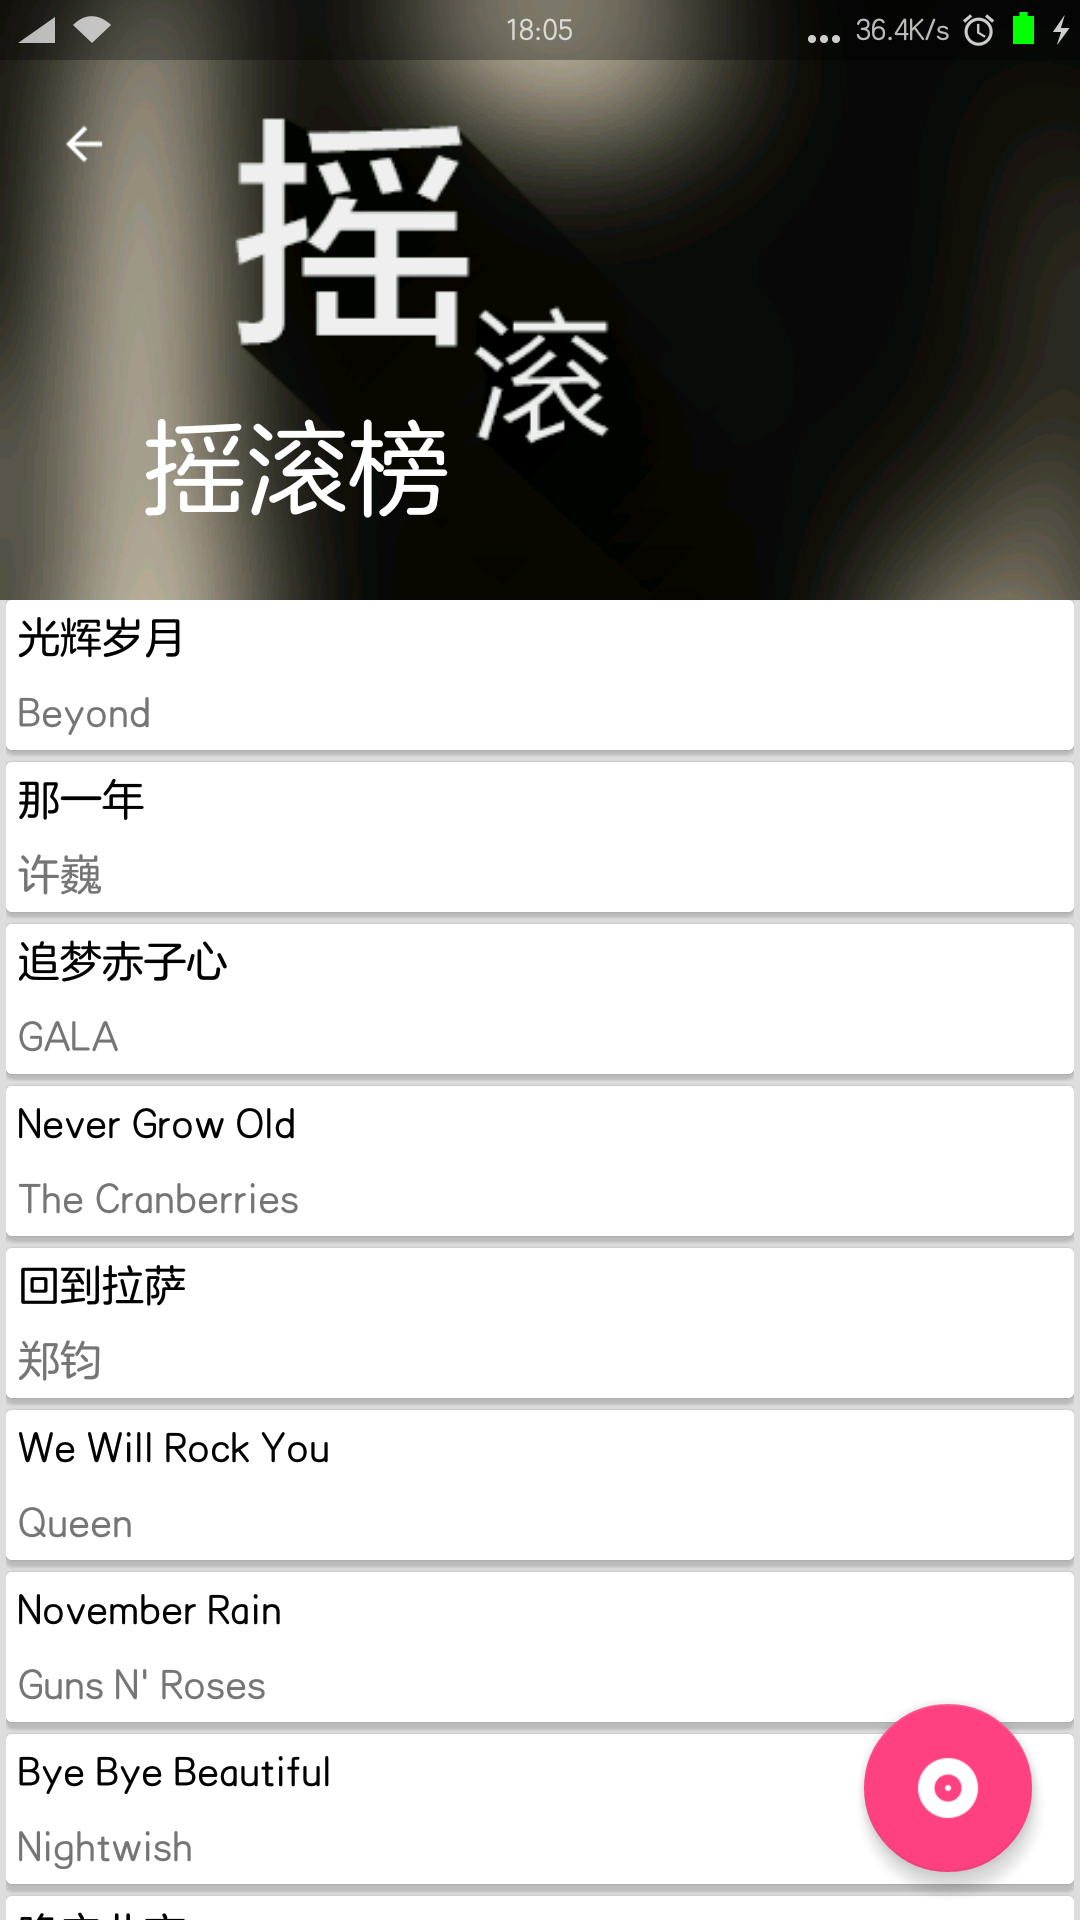 18:05
36.4K/s
摇
滚
摇滚榜
光辉岁月
Beyond
那一年
许巍
追梦赤子心
GALA
Never Grow Old
The Cranberries
回到拉萨
郑钧
We Will Rock You
Queen
November Rain
Guns N' Roses
Bye Bye Beautiful
Nightwish